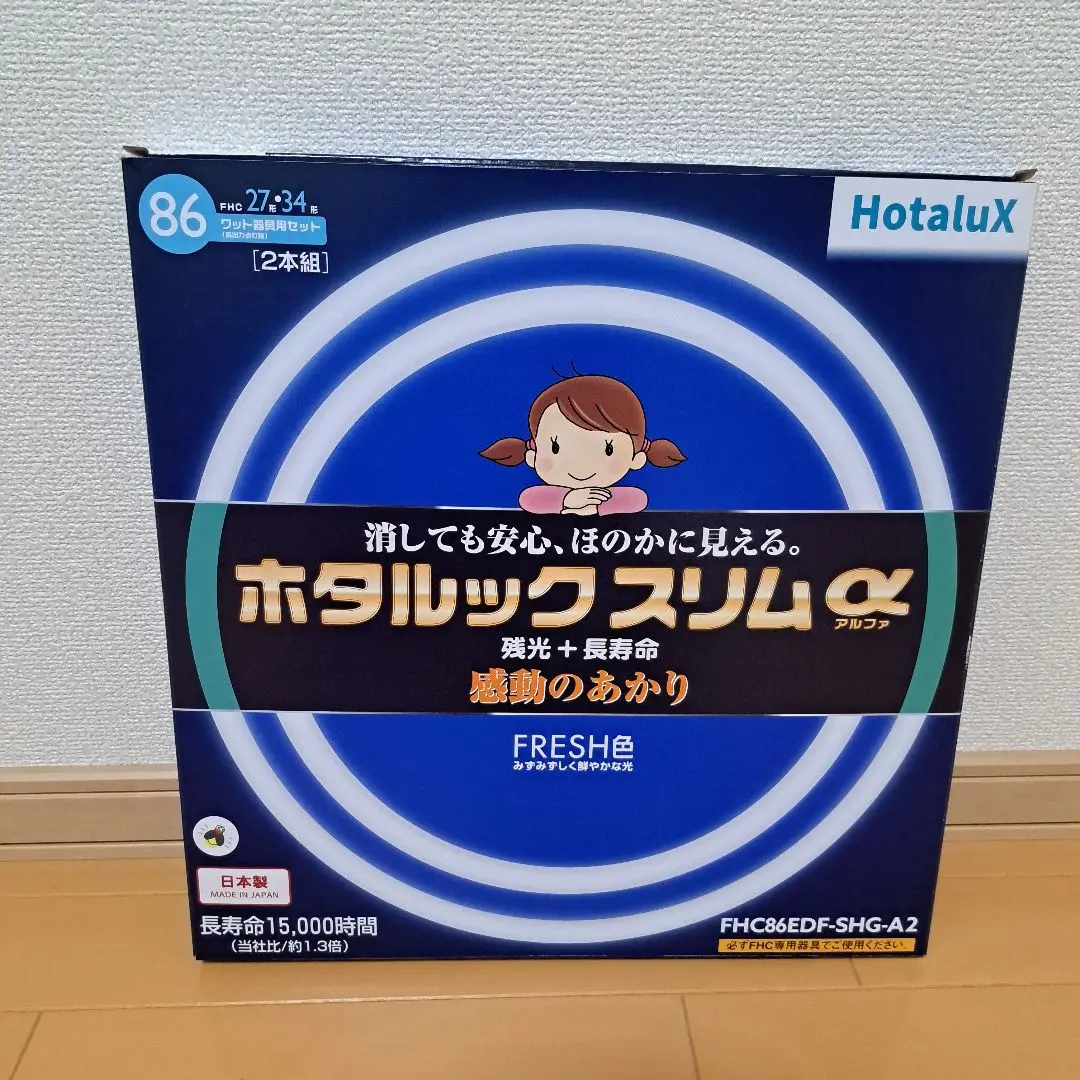 86 FHC 27形・34形
ワット器具用セット
(高出力点灯時)
[2本組]
HotaluX
消しても安心、ほのかに見える。
ホタルック スリムα
アルファ
残光+長寿命
感動のあかり
FRESH色
みずみずしく鮮やかな光
日本製
MADE IN JAPAN
長寿命15,000時間
(当社比/約1.3倍)
FHC86EDF-SHG-A2
必ずFHC専用器具でご使用ください。